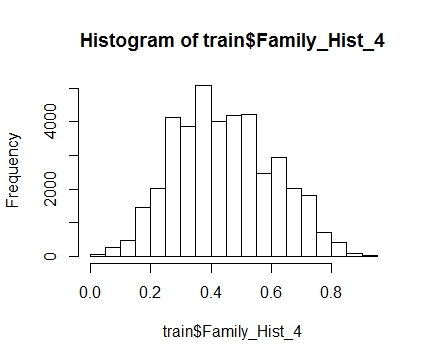 Histogram of train$Family_Hist_4
Frequency
4000
2000
0
0.0 0.2 0.4 0.6 0.8
train$Family_Hist_4